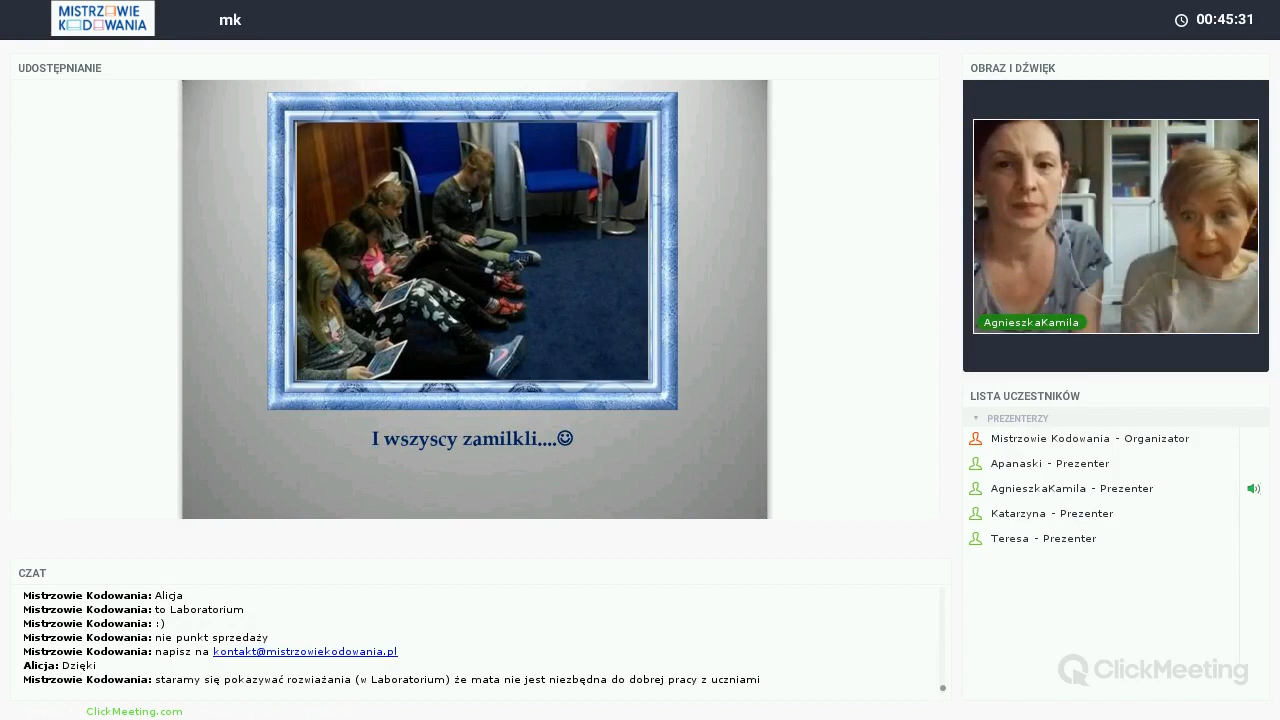 MISTRZOWIE
KODOWANIA
mk
00:45:31
UDOSTĘPNIANIE
I wszyscy zamilkli....☺
OBRAZ I DŹWIĘK
AgnieszkaKamila
LISTA UCZESTNIKÓW
PREZENTERZY
Mistrzowie Kodowania - Organizator
Apanaski - Prezenter
AgnieszkaKamila - Prezenter
Katarzyna - Prezenter
Teresa - Prezenter
ClickMeeting
CZAT
Mistrzowie Kodowania: Alicja
Mistrzowie Kodowania: to Laboratorium
Mistrzowie Kodowania: :)
Mistrzowie Kodowania: nie punkt sprzedaży
Mistrzowie Kodowania: napisz na kontakt@mistrzowiekodowania.pl
Alicja: Dzięki
Mistrzowie Kodowania: staramy się pokazywać rozwiażania (w Laboratorium) że mata nie jest niezbędna do dobrej pracy z uczniami
ClickMeeting.com